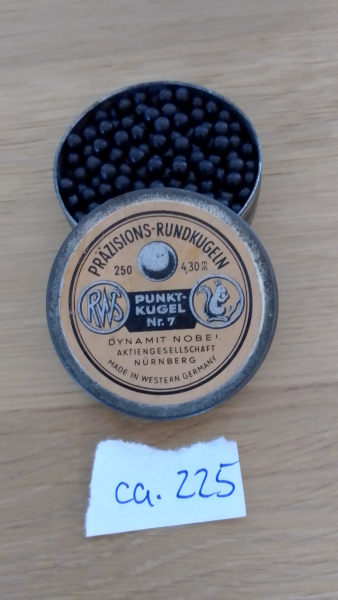 PRÄZISIONS-RUNDKUGELN
250 4,30 mm
RWS
PUNKT-
KUGEL
Nr. 7
DYNAMIT NOBEL
AKTIENGESELLSCHAFT
NÜRNBERG
MADE IN WESTERN GERMANY
ca. 225